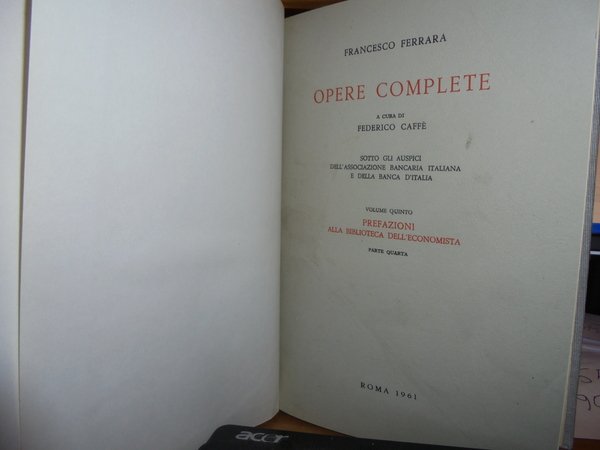 FRANCESCO FERRARA
OPERE COMPLETE
A CURA DI
FEDERICO CAFFÈ
SOTTO GLI AUSPICI
DELL'ASSOCIAZIONE BANCARIA ITALIANA
E DELLA BANCA D'ITALIA
VOLUME QUINTO
PREFAZIONI
ALLA BIBLIOTECA DELL'ECONOMISTA
PARTE QUARTA
ROMA 1961
acer